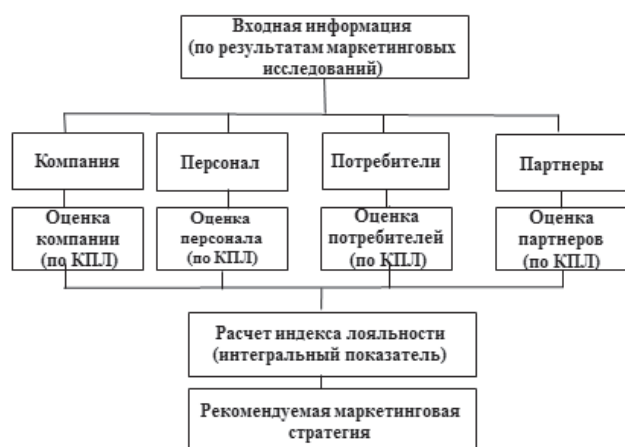 Входная информация
(по результатам маркетинговых
исследований)
Компания
Персонал
Потребители
Партнеры
Оценка
компании
(по КПЛ)
Оценка
персонала
(по КПЛ)
Оценка
потребителей
(по КПЛ)
Оценка
партнеров
(по КПЛ)
Расчет индекса лояльности
(интегральный показатель)
Рекомендуемая маркетинговая
стратегия